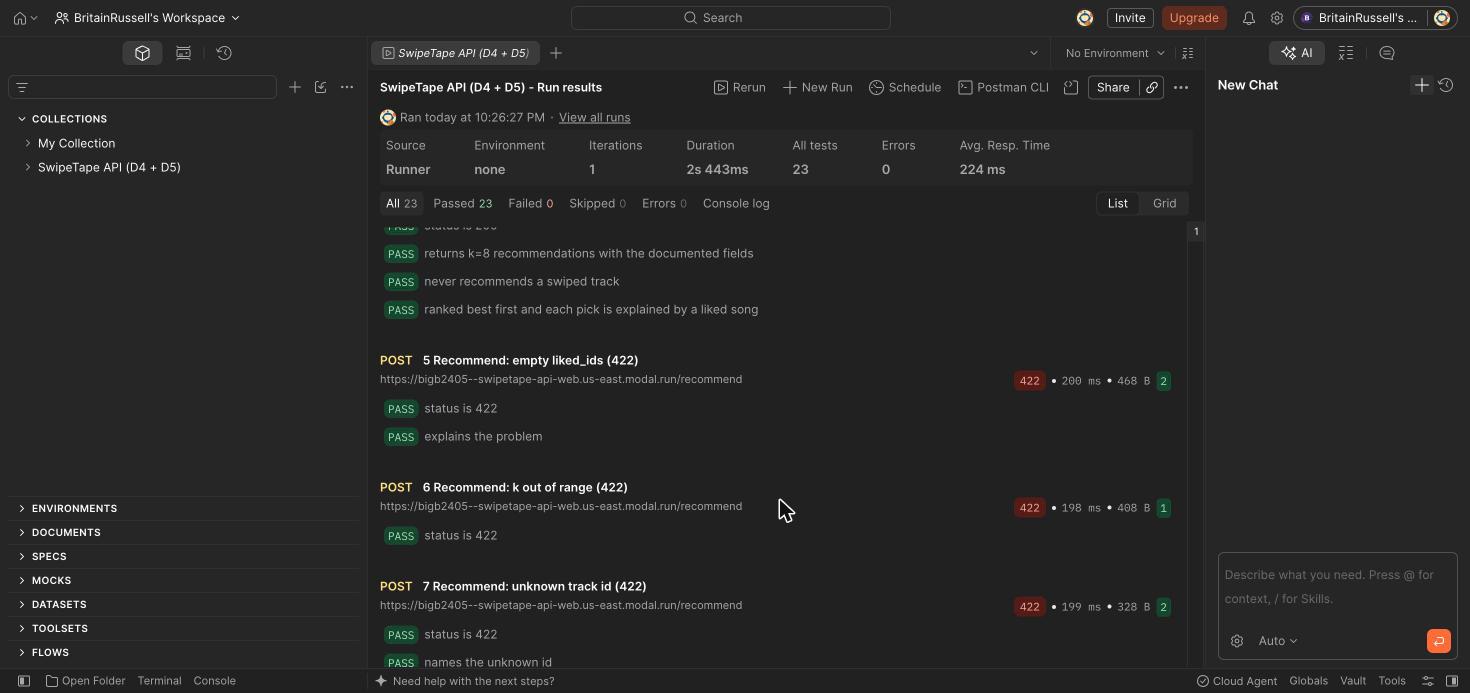 BritainRussell's Workspace
Search
Invite
Upgrade
B BritainRussell's ...
SwipeTape API (D4 + D5)
No Environment
AI
SwipeTape API (D4 + D5) - Run results
Rerun
New Run
Schedule
Postman CLI
Share
New Chat
Ran today at 10:26:27 PM · View all runs
COLLECTIONS
My Collection
SwipeTape API (D4 + D5)
Source Environment Iterations Duration All tests Errors Avg. Resp. Time
Runner none 1 2s 443ms 23 0 224 ms
All 23 Passed 23 Failed 0 Skipped 0 Errors 0 Console log List Grid
status is 200
1
PASS returns k=8 recommendations with the documented fields
PASS never recommends a swiped track
PASS ranked best first and each pick is explained by a liked song
POST 5 Recommend: empty liked_ids (422)
https://bigb2405--swipetape-api-web.us-east.modal.run/recommend
422 • 200 ms • 468 B 2
PASS status is 422
PASS explains the problem
POST 6 Recommend: k out of range (422)
https://bigb2405--swipetape-api-web.us-east.modal.run/recommend
422 • 198 ms • 408 B 1
PASS status is 422
POST 7 Recommend: unknown track id (422)
https://bigb2405--swipetape-api-web.us-east.modal.run/recommend
422 • 199 ms • 328 B 2
PASS status is 422
PASS names the unknown id
ENVIRONMENTS
DOCUMENTS
SPECS
MOCKS
DATASETS
TOOLSETS
FLOWS
Describe what you need. Press @ for
context, / for Skills.
Auto
Open Folder Terminal Console
Need help with the next steps?
Cloud Agent Globals Vault Tools